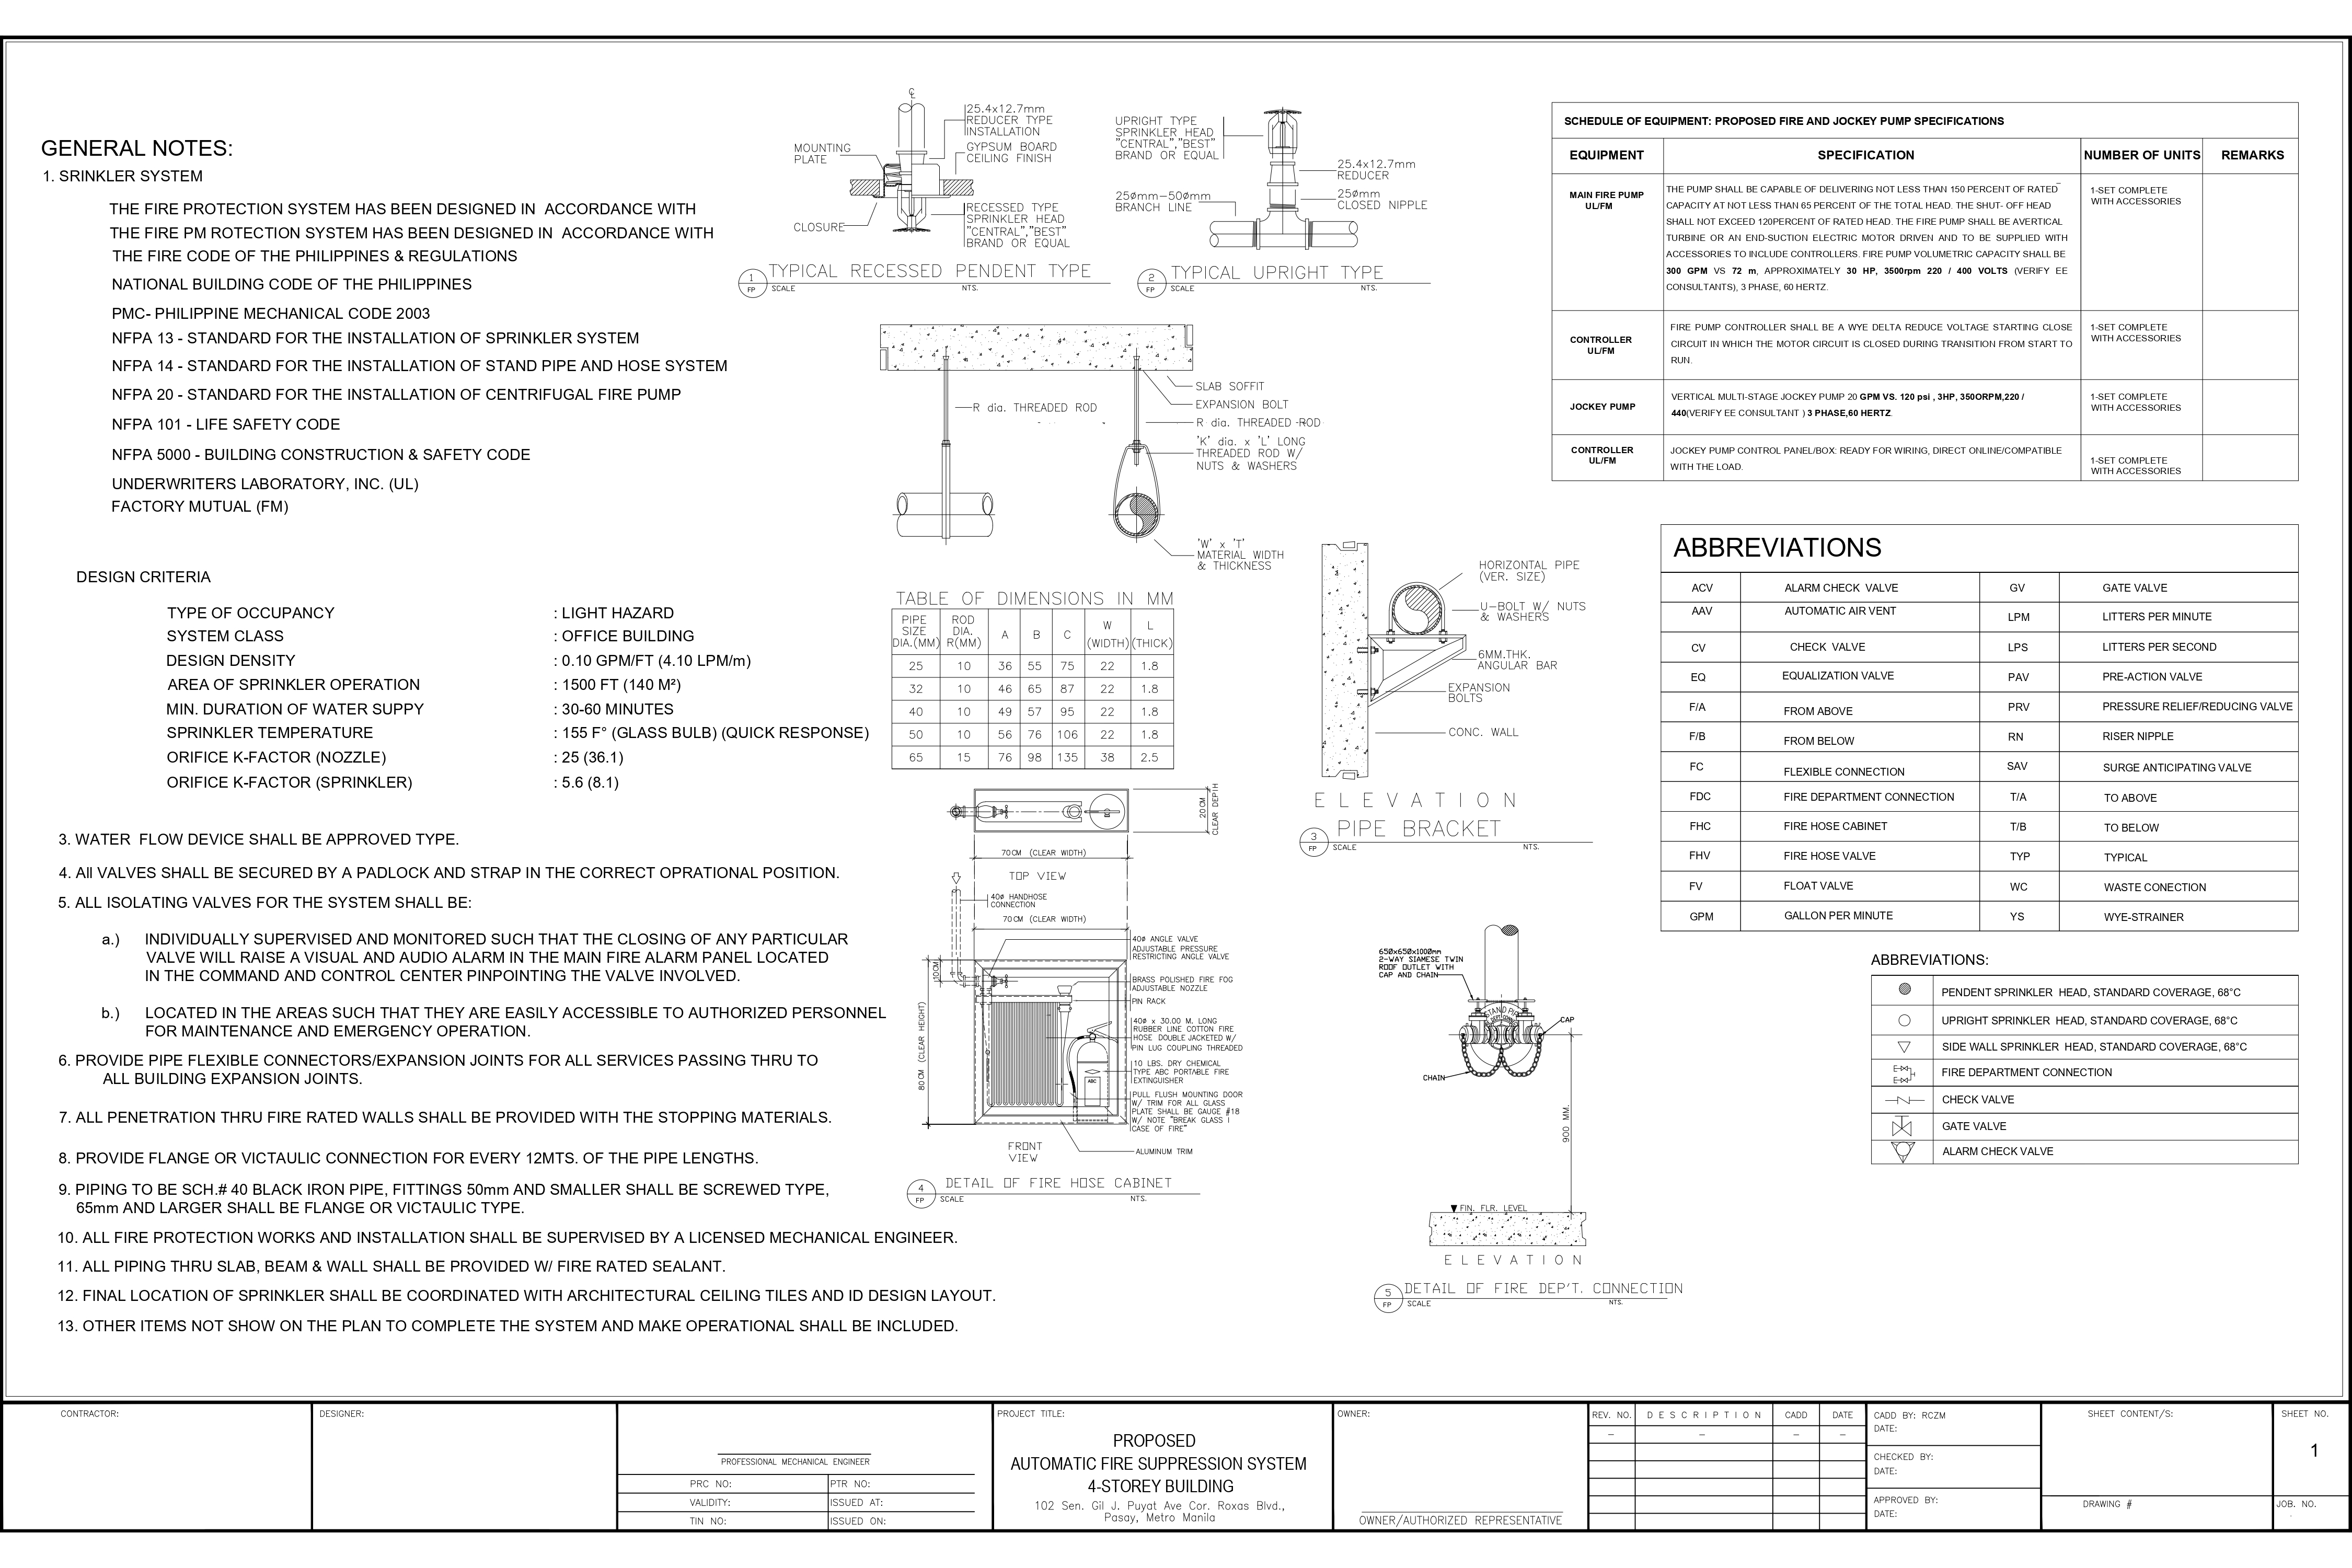 GENERAL NOTES:
1. SRINKLER SYSTEM
THE FIRE PROTECTION SYSTEM HAS BEEN DESIGNED IN ACCORDANCE WITH
THE FIRE PM ROTECTION SYSTEM HAS BEEN DESIGNED IN ACCORDANCE WITH
THE FIRE CODE OF THE PHILIPPINES & REGULATIONS
NATIONAL BUILDING CODE OF THE PHILIPPINES
PMC- PHILIPPINE MECHANICAL CODE 2003
NFPA 13 - STANDARD FOR THE INSTALLATION OF SPRINKLER SYSTEM
NFPA 14 - STANDARD FOR THE INSTALLATION OF STAND PIPE AND HOSE SYSTEM
NFPA 20 - STANDARD FOR THE INSTALLATION OF CENTRIFUGAL FIRE PUMP
NFPA 101 - LIFE SAFETY CODE
NFPA 5000 - BUILDING CONSTRUCTION & SAFETY CODE
UNDERWRITERS LABORATORY, INC. (UL)
FACTORY MUTUAL (FM)
DESIGN CRITERIA
TYPE OF OCCUPANCY : LIGHT HAZARD
SYSTEM CLASS : OFFICE BUILDING
DESIGN DENSITY : 0.10 GPM/FT (4.10 LPM/m)
AREA OF SPRINKLER OPERATION : 1500 FT (140 M²)
MIN. DURATION OF WATER SUPPY : 30-60 MINUTES
SPRINKLER TEMPERATURE : 155 F° (GLASS BULB) (QUICK RESPONSE)
ORIFICE K-FACTOR (NOZZLE) : 25 (36.1)
ORIFICE K-FACTOR (SPRINKLER) : 5.6 (8.1)
3. WATER FLOW DEVICE SHALL BE APPROVED TYPE.
4. All VALVES SHALL BE SECURED BY A PADLOCK AND STRAP IN THE CORRECT OPRATIONAL POSITION.
5. ALL ISOLATING VALVES FOR THE SYSTEM SHALL BE:
a.) INDIVIDUALLY SUPERVISED AND MONITORED SUCH THAT THE CLOSING OF ANY PARTICULAR
VALVE WILL RAISE A VISUAL AND AUDIO ALARM IN THE MAIN FIRE ALARM PANEL LOCATED
IN THE COMMAND AND CONTROL CENTER PINPOINTING THE VALVE INVOLVED.
b.) LOCATED IN THE AREAS SUCH THAT THEY ARE EASILY ACCESSIBLE TO AUTHORIZED PERSONNEL
FOR MAINTENANCE AND EMERGENCY OPERATION.
6. PROVIDE PIPE FLEXIBLE CONNECTORS/EXPANSION JOINTS FOR ALL SERVICES PASSING THRU TO
ALL BUILDING EXPANSION JOINTS.
7. ALL PENETRATION THRU FIRE RATED WALLS SHALL BE PROVIDED WITH THE STOPPING MATERIALS.
8. PROVIDE FLANGE OR VICTAULIC CONNECTION FOR EVERY 12MTS. OF THE PIPE LENGTHS.
9. PIPING TO BE SCH.# 40 BLACK IRON PIPE, FITTINGS 50mm AND SMALLER SHALL BE SCREWED TYPE,
65mm AND LARGER SHALL BE FLANGE OR VICTAULIC TYPE.
10. ALL FIRE PROTECTION WORKS AND INSTALLATION SHALL BE SUPERVISED BY A LICENSED MECHANICAL ENGINEER.
11. ALL PIPING THRU SLAB, BEAM & WALL SHALL BE PROVIDED W/ FIRE RATED SEALANT.
12. FINAL LOCATION OF SPRINKLER SHALL BE COORDINATED WITH ARCHITECTURAL CEILING TILES AND ID DESIGN LAYOUT.
13. OTHER ITEMS NOT SHOW ON THE PLAN TO COMPLETE THE SYSTEM AND MAKE OPERATIONAL SHALL BE INCLUDED.
25.4x12.7mm
REDUCER TYPE
INSTALLATION
MOUNTING
PLATE
GYPSUM BOARD
CEILING FINISH
CLOSURE
RECESSED TYPE
SPRINKLER HEAD
"CENTRAL","BEST"
BRAND OR EQUAL
1
FP
TYPICAL RECESSED PENDENT TYPE
SCALE NTS.
UPRIGHT TYPE
SPRINKLER HEAD
"CENTRAL","BEST"
BRAND OR EQUAL
25.4x12.7mm
REDUCER
25ømm-50ømm
BRANCH LINE
25ømm
CLOSED NIPPLE
2
FP
TYPICAL UPRIGHT TYPE
SCALE NTS.
SLAB SOFFIT
EXPANSION BOLT
R dia. THREADED ROD
R dia. THREADED ROD
'K' dia. x 'L' LONG
THREADED ROD W/
NUTS & WASHERS
'W' x 'T'
MATERIAL WIDTH
& THICKNESS
TABLE OF DIMENSIONS IN MM
PIPE SIZE DIA.(MM) ROD DIA. R(MM) A B C W (WIDTH) L (THICK)
25 10 36 55 75 22 1.8
32 10 46 65 87 22 1.8
40 10 49 57 95 22 1.8
50 10 56 76 106 22 1.8
65 15 76 98 135 38 2.5
HORIZONTAL PIPE
(VER. SIZE)
U-BOLT W/ NUTS
& WASHERS
6MM.THK.
ANGULAR BAR
EXPANSION
BOLTS
CONC. WALL
ELEVATION
3
FP
PIPE BRACKET
SCALE NTS.
20CM
CLEAR DEPTH
70CM (CLEAR WIDTH)
TOP VIEW
40ø HANDHOSE
CONNECTION
70CM (CLEAR WIDTH)
10CM
80CM (CLEAR HEIGHT)
40ø ANGLE VALVE
ADJUSTABLE PRESSURE
RESTRICTING ANGLE VALVE
BRASS POLISHED FIRE FOG
ADJUSTABLE NOZZLE
PIN RACK
40ø x 30.00 M. LONG
RUBBER LINE COTTON FIRE
HOSE DOUBLE JACKETED W/
PIN LUG COUPLING THREADED
10 LBS. DRY CHEMICAL
TYPE ABC PORTABLE FIRE
EXTINGUISHER
ABC
PULL FLUSH MOUNTING DOOR
W/ TRIM FOR ALL GLASS
PLATE SHALL BE GAUGE #18
W/ NOTE "BREAK GLASS I
CASE OF FIRE"
ALUMINUM TRIM
FRONT
VIEW
4
FP
DETAIL OF FIRE HOSE CABINET
SCALE NTS.
650x650x1000mm
2-WAY SIAMESE TWIN
ROOF OUTLET WITH
CAP AND CHAIN
STAND PIPE
CAP
CHAIN
900 MM.
FIN. FLR. LEVEL
ELEVATION
5
FP
DETAIL OF FIRE DEP'T. CONNECTION
SCALE NTS.
SCHEDULE OF EQUIPMENT: PROPOSED FIRE AND JOCKEY PUMP SPECIFICATIONS
EQUIPMENT SPECIFICATION NUMBER OF UNITS REMARKS
MAIN FIRE PUMP
UL/FM
THE PUMP SHALL BE CAPABLE OF DELIVERING NOT LESS THAN 150 PERCENT OF RATED
CAPACITY AT NOT LESS THAN 65 PERCENT OF THE TOTAL HEAD. THE SHUT- OFF HEAD
SHALL NOT EXCEED 120PERCENT OF RATED HEAD. THE FIRE PUMP SHALL BE AVERTICAL
TURBINE OR AN END-SUCTION ELECTRIC MOTOR DRIVEN AND TO BE SUPPLIED WITH
ACCESSORIES TO INCLUDE CONTROLLERS. FIRE PUMP VOLUMETRIC CAPACITY SHALL BE
300 GPM VS 72 m, APPROXIMATELY 30 HP, 3500rpm 220 / 400 VOLTS (VERIFY EE
CONSULTANTS), 3 PHASE, 60 HERTZ.
1-SET COMPLETE
WITH ACCESSORIES
CONTROLLER
UL/FM
FIRE PUMP CONTROLLER SHALL BE A WYE DELTA REDUCE VOLTAGE STARTING CLOSE
CIRCUIT IN WHICH THE MOTOR CIRCUIT IS CLOSED DURING TRANSITION FROM START TO
RUN.
1-SET COMPLETE
WITH ACCESSORIES
JOCKEY PUMP
VERTICAL MULTI-STAGE JOCKEY PUMP 20 GPM VS. 120 psi , 3HP, 350ORPM,220 /
440(VERIFY EE CONSULTANT ) 3 PHASE,60 HERTZ.
1-SET COMPLETE
WITH ACCESSORIES
CONTROLLER
UL/FM
JOCKEY PUMP CONTROL PANEL/BOX: READY FOR WIRING, DIRECT ONLINE/COMPATIBLE
WITH THE LOAD.
1-SET COMPLETE
WITH ACCESSORIES
ABBREVIATIONS
ACV ALARM CHECK VALVE GV GATE VALVE
AAV AUTOMATIC AIR VENT LPM LITTERS PER MINUTE
CV CHECK VALVE LPS LITTERS PER SECOND
EQ EQUALIZATION VALVE PAV PRE-ACTION VALVE
F/A FROM ABOVE PRV PRESSURE RELIEF/REDUCING VALVE
F/B FROM BELOW RN RISER NIPPLE
FC FLEXIBLE CONNECTION SAV SURGE ANTICIPATING VALVE
FDC FIRE DEPARTMENT CONNECTION T/A TO ABOVE
FHC FIRE HOSE CABINET T/B TO BELOW
FHV FIRE HOSE VALVE TYP TYPICAL
FV FLOAT VALVE WC WASTE CONECTION
GPM GALLON PER MINUTE YS WYE-STRAINER
ABBREVIATIONS:
PENDENT SPRINKLER HEAD, STANDARD COVERAGE, 68°C
UPRIGHT SPRINKLER HEAD, STANDARD COVERAGE, 68°C
SIDE WALL SPRINKLER HEAD, STANDARD COVERAGE, 68°C
FIRE DEPARTMENT CONNECTION
CHECK VALVE
GATE VALVE
ALARM CHECK VALVE
CONTRACTOR:
DESIGNER:
PROFESSIONAL MECHANICAL ENGINEER
PRC NO: PTR NO:
VALIDITY: ISSUED AT:
TIN NO: ISSUED ON:
PROJECT TITLE:
PROPOSED
AUTOMATIC FIRE SUPPRESSION SYSTEM
4-STOREY BUILDING
102 Sen. Gil J. Puyat Ave Cor. Roxas Blvd.,
Pasay, Metro Manila
OWNER:
OWNER/AUTHORIZED REPRESENTATIVE
REV. NO. DESCRIPTION CADD DATE
- - - -
CADD BY: RCZM
DATE:
CHECKED BY:
DATE:
APPROVED BY:
DATE:
SHEET CONTENT/S:
DRAWING #
SHEET NO.
1
JOB. NO.